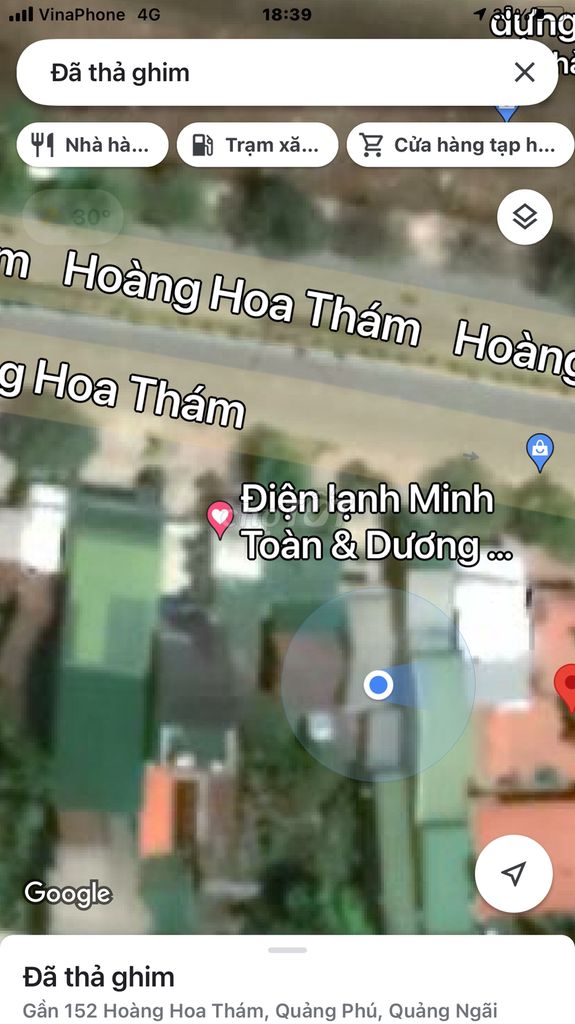 VinaPhone 4G 18:39
dựng
Đã thả ghim
Nhà hà... Trạm xă... Cửa hàng tạp h...
30°
Hoàng Hoa Thám
g Hoa Thám
Điện lạnh Minh
Toàn & Dương ...
Google
Đã thả ghim
Gần 152 Hoàng Hoa Thám, Quảng Phú, Quảng Ngãi